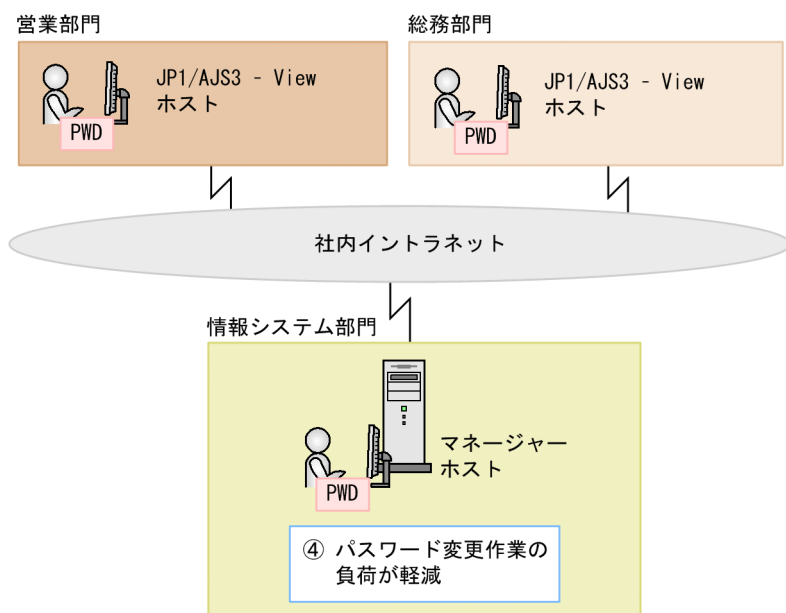 営業部門
総務部門
JP1/AJS3 - View
ホスト
PWD
JP1/AJS3 - View
ホスト
PWD
社内イントラネット
情報システム部門
マネージャー
ホスト
PWD
④ パスワード変更作業の
負荷が軽減